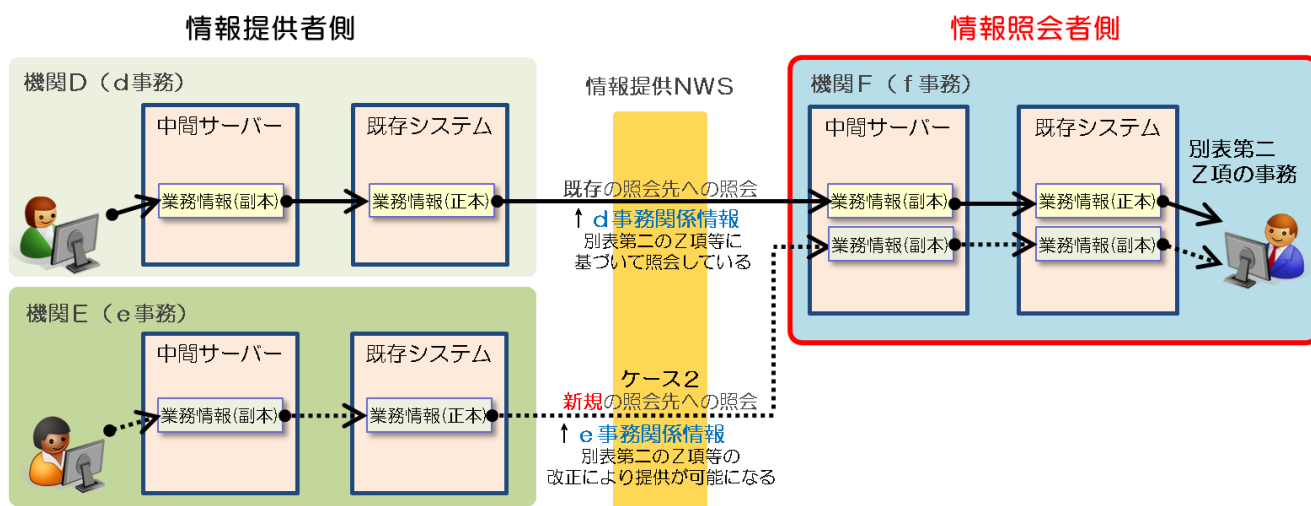 情報提供者側
情報照会者側
機関D（d事務）
中間サーバー
既存システム
業務情報(副本)
業務情報(正本)
情報提供NWS
既存の照会先への照会
↑ d事務関係情報
別表第二のZ項等に
基づいて照会している
機関F（f事務）
中間サーバー
既存システム
業務情報(副本)
業務情報(正本)
業務情報(副本)
業務情報(副本)
別表第二
Z項の事務
機関E（e事務）
中間サーバー
既存システム
業務情報(副本)
業務情報(正本)
ケース2
新規の照会先への照会
↑ e事務関係情報
別表第二のZ項等の
改正により提供が可能になる